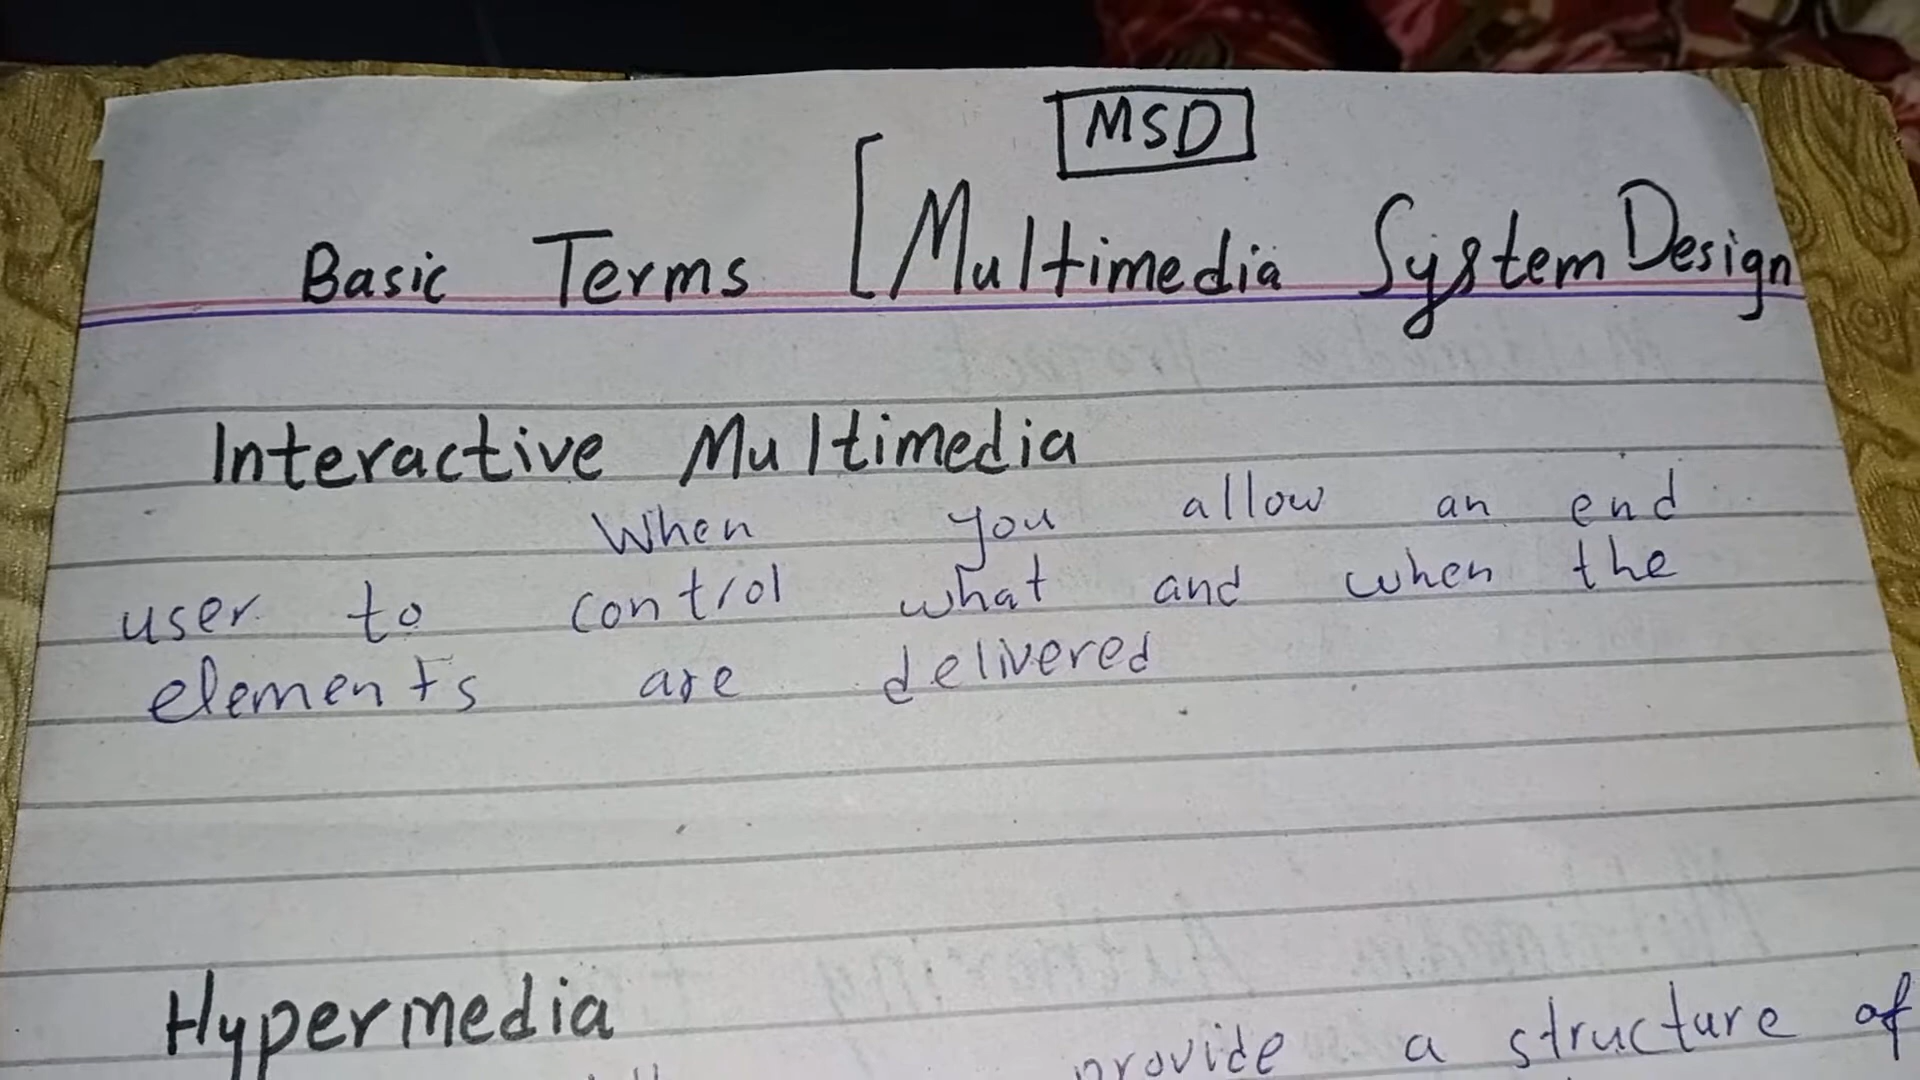 MSD
Basic Terms [Multimedia System Design
Interactive Multimedia
When you allow an end
user to control what and when the
elements are delivered
Hypermedia
provide a structure of